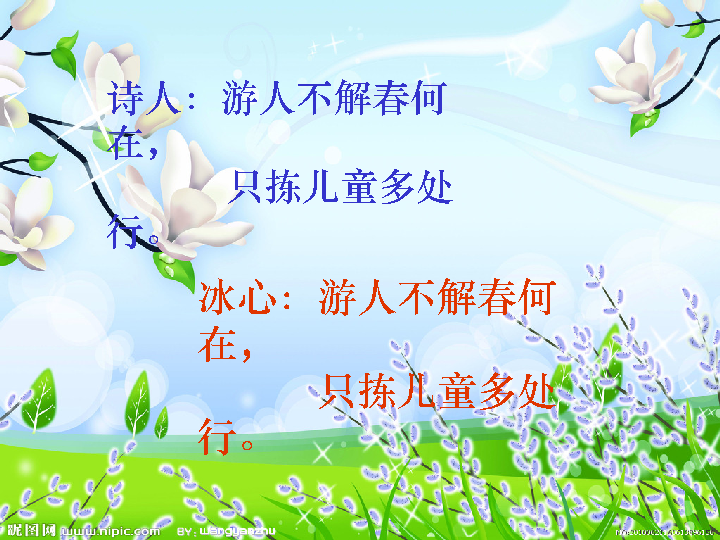 诗人：游人不解春何
在，
只拣儿童多处
行。
冰心：游人不解春何
在，
只拣儿童多处
行。
昵图网 www.nipic.com BY: wangyanzhu